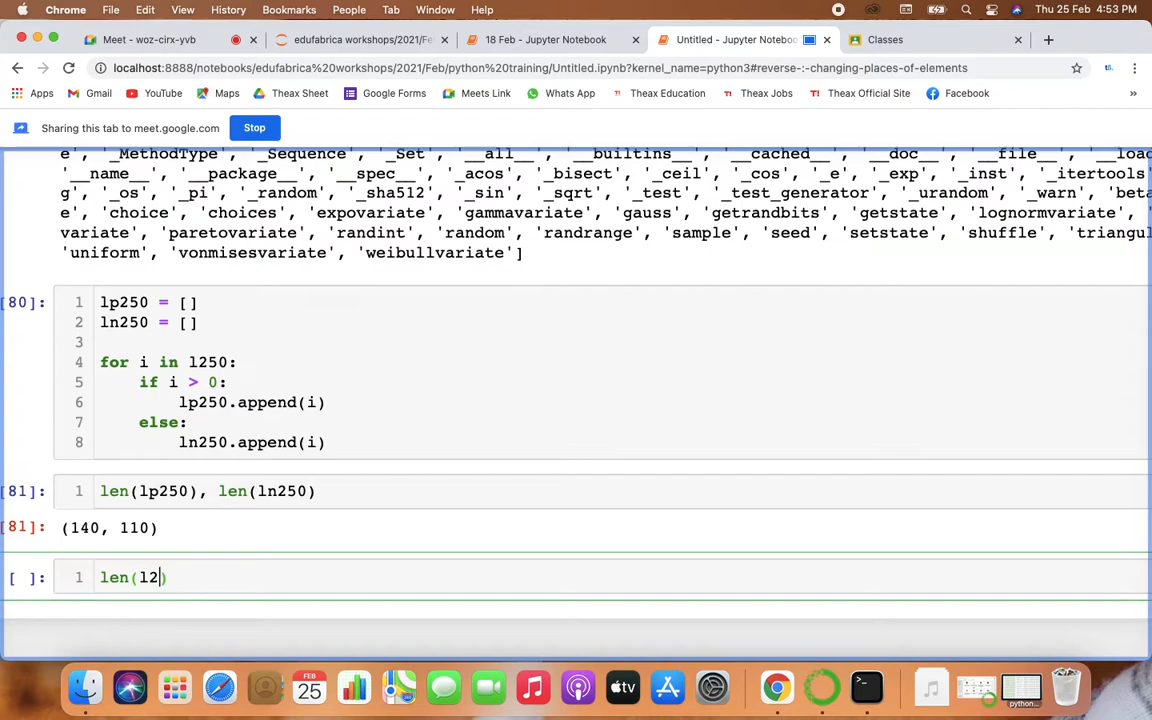 Chrome File Edit View History Bookmarks People Tab Window Help Thu 25 Feb 4:53 PM
Meet - woz-cirx-yvb edufabrica workshops/2021/Fe 18 Feb - Jupyter Notebook Untitled - Jupyter Noteboo Classes
localhost:8888/notebooks/edufabrica%20workshops/2021/Feb/python%20training/Untitled.ipynb?kernel_name=python3#reverse-:-changing-places-of-elements
Apps Gmail YouTube Maps Theax Sheet Google Forms Meets Link Whats App Theax Education Theax Jobs Theax Official Site Facebook »
Sharing this tab to meet.google.com Stop
e', '_MethodType', '_Sequence', '_Set', '__all__', '__builtins__', '__cached__', '__doc__', '__file__', '__loa
'__name__', '__package__', '__spec__', '_acos', '_bisect', '_ceil', '_cos', '_e', '_exp', '_inst', '_itertools'
g', '_os', '_pi', '_random', '_sha512', '_sin', '_sqrt', '_test', '_test_generator', '_urandom', '_warn', 'beta
e', 'choice', 'choices', 'expovariate', 'gammavariate', 'gauss', 'getrandbits', 'getstate', 'lognormvariate', '
variate', 'paretovariate', 'randint', 'random', 'randrange', 'sample', 'seed', 'setstate', 'shuffle', 'triangul
'uniform', 'vonmisesvariate', 'weibullvariate']
[80]: 1 lp250 = []
2 ln250 = []
3
4 for i in l250:
5 if i > 0:
6 lp250.append(i)
7 else:
8 ln250.append(i)
[81]: 1 len(lp250), len(ln250)
[81]: (140, 110)
[ ]: 1 len(l2)
FEB
25
tv
python...